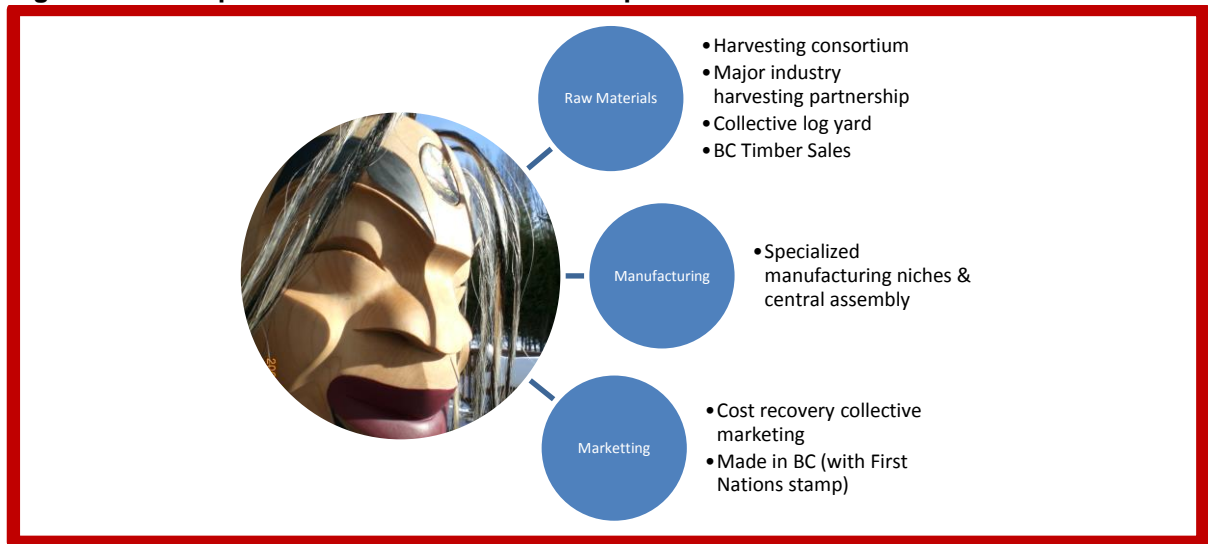 Raw Materials
•Harvesting consortium
•Major industry
harvesting partnership
•Collective log yard
•BC Timber Sales
Manufacturing
•Specialized
manufacturing niches &
central assembly
Marketting
•Cost recovery collective
marketing
•Made in BC (with First
Nations stamp)